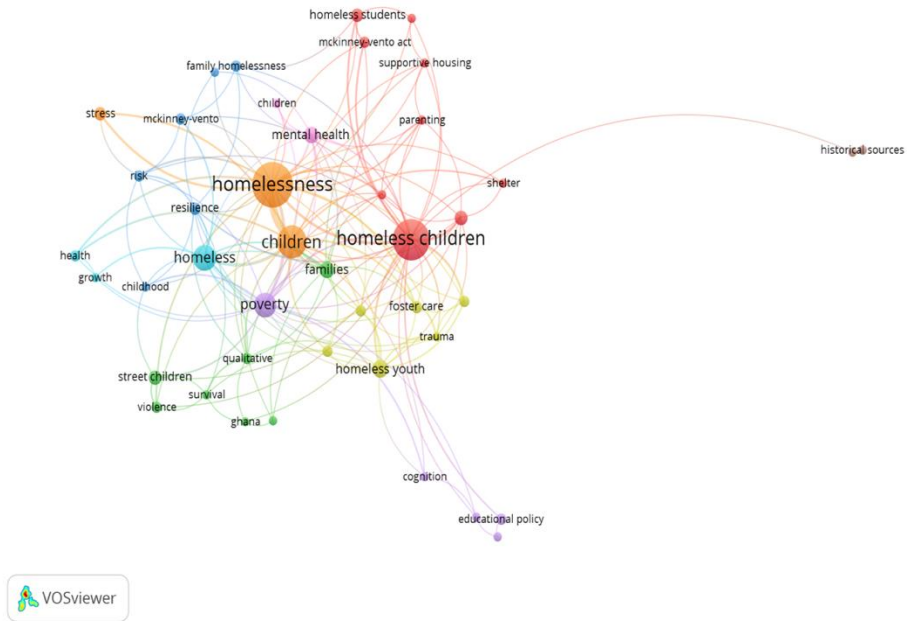 homeless students
mckinney-vento act
supportive housing
family homelessness
children
stress
mckinney-vento
mental health
parenting
historical sources
risk
homelessness
shelter
resilience
children
homeless children
health
homeless
families
growth
childhood
poverty
foster care
trauma
qualitative
homeless youth
street children
survival
violence
ghana
cognition
educational policy
VOSviewer